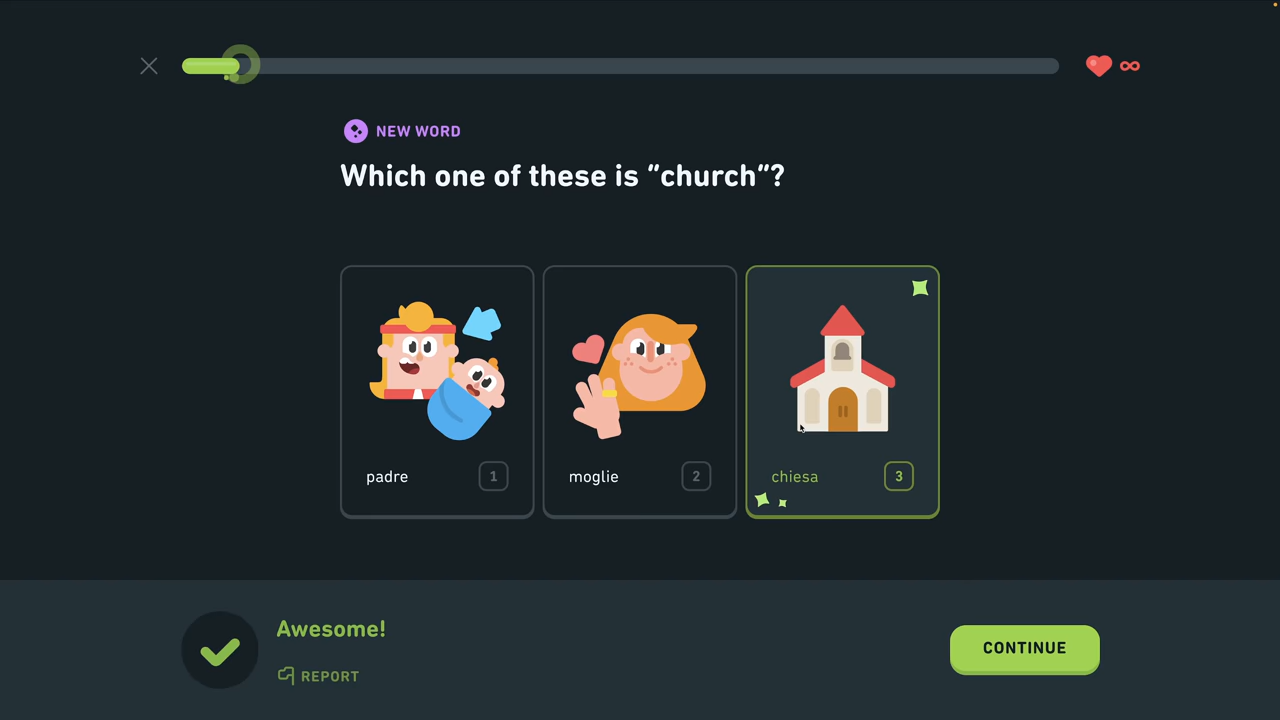 NEW WORD
Which one of these is “church”?
padre 1
moglie 2
chiesa 3
Awesome!
REPORT
CONTINUE